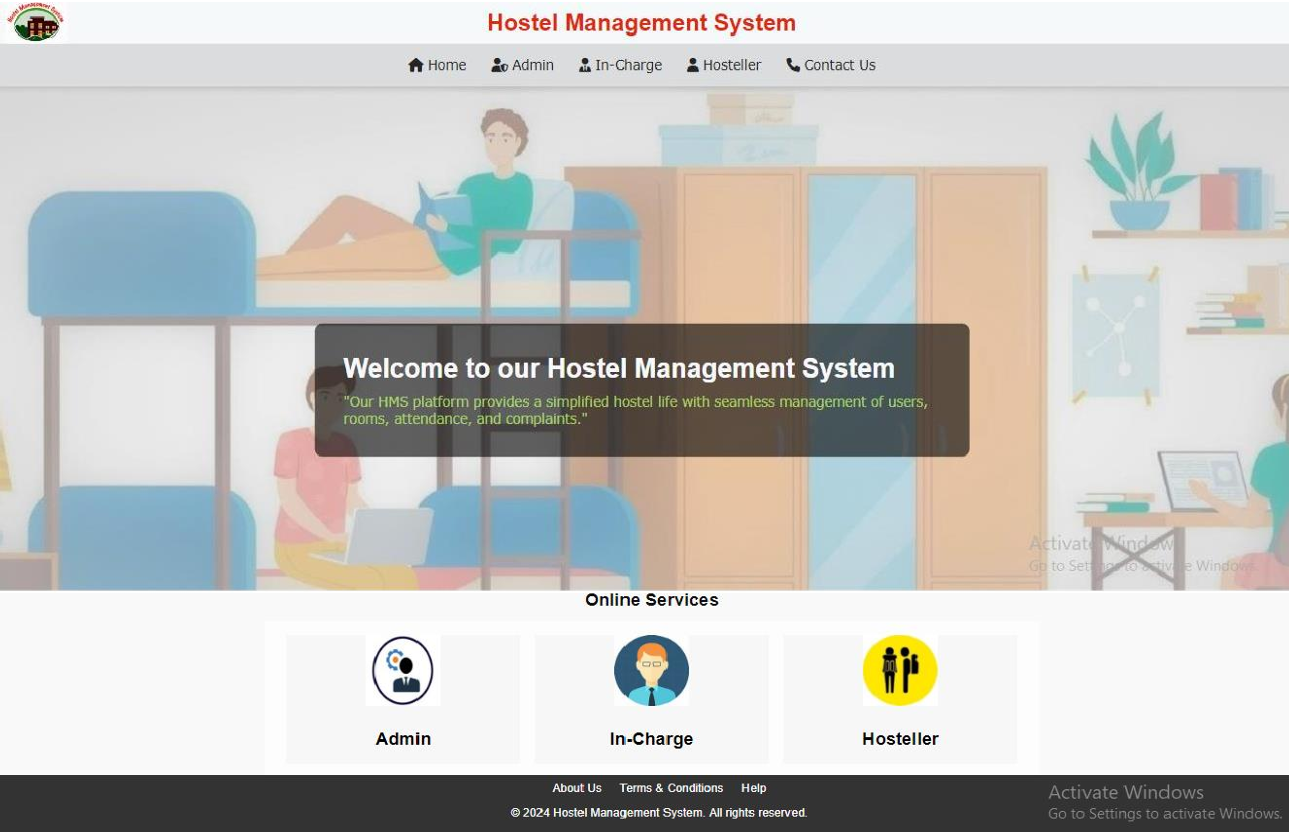 Hostel Management System
Hostel Management System
Home Admin In-Charge Hosteller Contact Us
Welcome to our Hostel Management System
"Our HMS platform provides a simplified hostel life with seamless management of users,
rooms, attendance, and complaints."
Activate Windows
Go to Settings to activate Windows.
Online Services
Admin In-Charge Hosteller
About Us Terms & Conditions Help
© 2024 Hostel Management System. All rights reserved.
Activate Windows
Go to Settings to activate Windows.